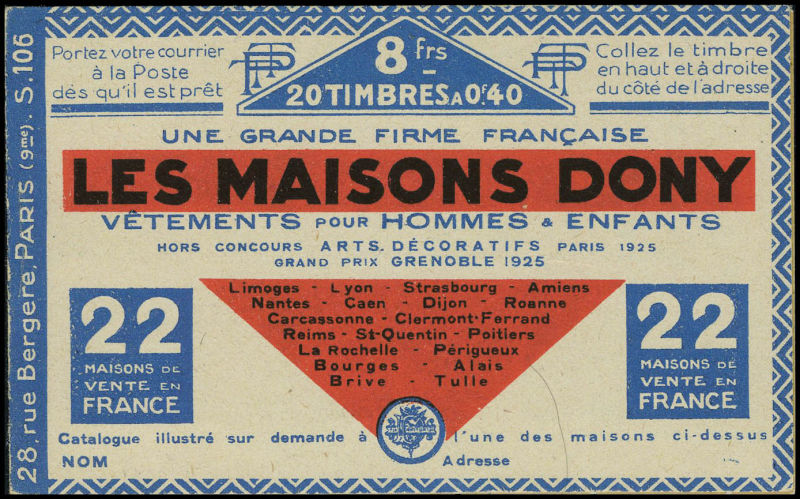 28, rue Bergère, PARIS (9me). S.106
Portez votre courrier
à la Poste
dès qu'il est prêt
8 frs
20 TIMBRES A 0f.40
Collez le timbre
en haut et à droite
du côté de l'adresse
UNE GRANDE FIRME FRANÇAISE
LES MAISONS DONY
VÊTEMENTS POUR HOMMES & ENFANTS
HORS CONCOURS ARTS. DÉCORATIFS PARIS 1925
GRAND PRIX GRENOBLE 1925
22
MAISONS DE
VENTE EN
FRANCE
Limoges - Lyon - Strasbourg - Amiens
Nantes - Caen - Dijon - Roanne
Carcassonne - Clermont-Ferrand
Reims - St-Quentin - Poitiers
La Rochelle - Périgueux
Bourges - Alais
Brive - Tulle
22
MAISONS DE
VENTE EN
FRANCE
Catalogue illustré sur demande à l'une des maisons ci-dessus
NOM Adresse